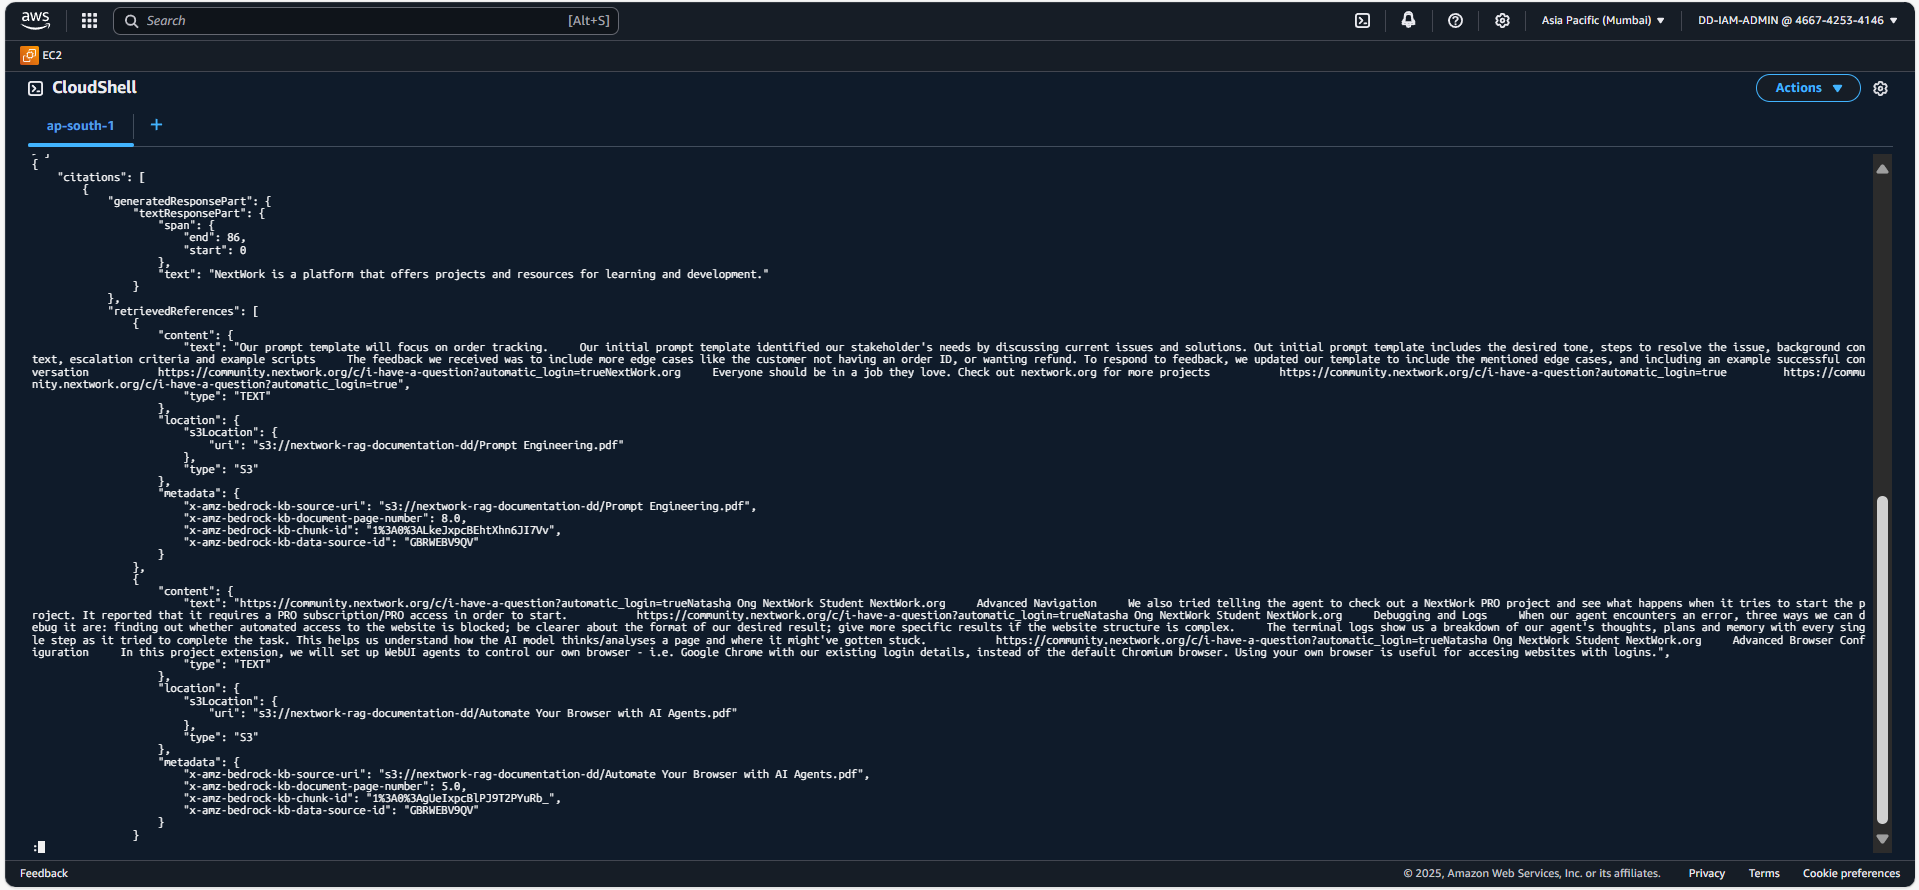 aws
Search [Alt+S]
Asia Pacific (Mumbai) ▼
DD-IAM-ADMIN @ 4667-4253-4146 ▼
EC2
CloudShell
Actions ▼
ap-south-1 +
{
"citations": [
{
"generatedResponsePart": {
"textResponsePart": {
"span": {
"end": 86,
"start": 0
},
"text": "NextWork is a platform that offers projects and resources for learning and development."
}
},
"retrievedReferences": [
{
"content": {
"text": "Our prompt template will focus on order tracking. Our initial prompt template identified our stakeholder's needs by discussing current issues and solutions. Out initial prompt template includes the desired tone, steps to resolve the issue, background con
text, escalation criteria and example scripts The feedback we received was to include more edge cases like the customer not having an order ID, or wanting refund. To respond to feedback, we updated our template to include the mentioned edge cases, and including an example successful con
versation https://community.nextwork.org/c/i-have-a-question?automatic_login=trueNextWork.org Everyone should be in a job they love. Check out nextwork.org for more projects https://community.nextwork.org/c/i-have-a-question?automatic_login=true https://commu
nity.nextwork.org/c/i-have-a-question?automatic_login=true",
"type": "TEXT"
},
"location": {
"s3Location": {
"uri": "s3://nextwork-rag-documentation-dd/Prompt Engineering.pdf"
},
"type": "S3"
},
"metadata": {
"x-amz-bedrock-kb-source-uri": "s3://nextwork-rag-documentation-dd/Prompt Engineering.pdf",
"x-amz-bedrock-kb-document-page-number": 8.0,
"x-amz-bedrock-kb-chunk-id": "1%3A0%3ALkeJxpcBEhtXhn6JI7Vv",
"x-amz-bedrock-kb-data-source-id": "GBRWEBV9QV"
}
},
{
"content": {
"text": "https://community.nextwork.org/c/i-have-a-question?automatic_login=trueNatasha Ong NextWork Student NextWork.org Advanced Navigation We also tried telling the agent to check out a NextWork PRO project and see what happens when it tries to start the p
roject. It reported that it requires a PRO subscription/PRO access in order to start. https://community.nextwork.org/c/i-have-a-question?automatic_login=trueNatasha Ong NextWork Student NextWork.org Debugging and Logs When our agent encounters an error, three ways we can d
ebug it are: finding out whether automated access to the website is blocked; be clearer about the format of our desired result; give more specific results if the website structure is complex. The terminal logs show us a breakdown of our agent's thoughts, plans and memory with every sing
le step as it tried to complete the task. This helps us understand how the AI model thinks/analyses a page and where it might've gotten stuck. https://community.nextwork.org/c/i-have-a-question?automatic_login=trueNatasha Ong NextWork Student NextWork.org Advanced Browser Conf
iguration In this project extension, we will set up WebUI agents to control our own browser - i.e. Google Chrome with our existing login details, instead of the default Chromium browser. Using your own browser is useful for accesing websites with logins.",
"type": "TEXT"
},
"location": {
"s3Location": {
"uri": "s3://nextwork-rag-documentation-dd/Automate Your Browser with AI Agents.pdf"
},
"type": "S3"
},
"metadata": {
"x-amz-bedrock-kb-source-uri": "s3://nextwork-rag-documentation-dd/Automate Your Browser with AI Agents.pdf",
"x-amz-bedrock-kb-document-page-number": 5.0,
"x-amz-bedrock-kb-chunk-id": "1%3A0%3AgUeIxpcBlPJ9T2PYuRb_",
"x-amz-bedrock-kb-data-source-id": "GBRWEBV9QV"
}
}
:
Feedback
© 2025, Amazon Web Services, Inc. or its affiliates. Privacy Terms Cookie preferences